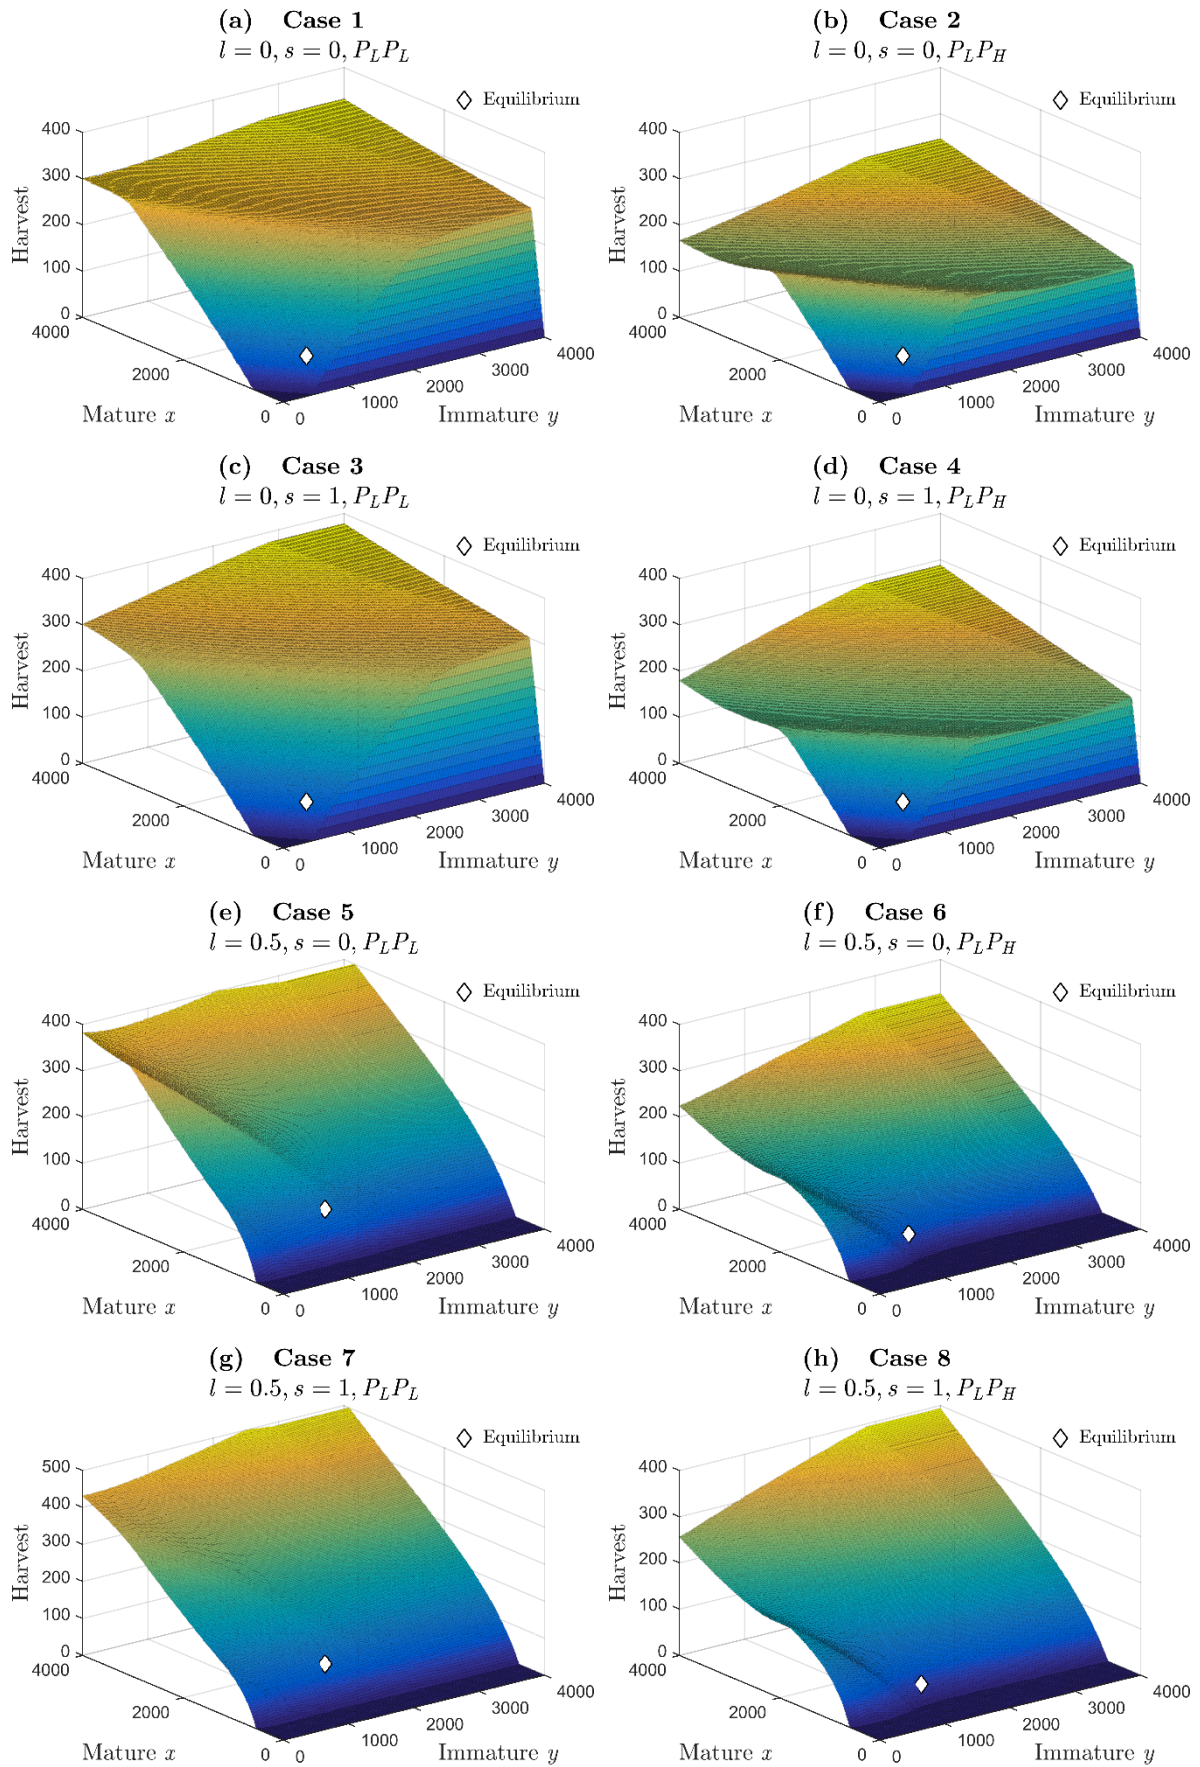 (a) Case 1
l = 0, s = 0, P_L P_L
Equilibrium
400
300
200
100
0
Harvest
4000
2000
0
Mature x
0
1000
2000
3000
4000
Immature y
(b) Case 2
l = 0, s = 0, P_L P_H
Equilibrium
400
300
200
100
0
Harvest
4000
2000
0
Mature x
0
1000
2000
3000
4000
Immature y
(c) Case 3
l = 0, s = 1, P_L P_L
Equilibrium
400
300
200
100
0
Harvest
4000
2000
0
Mature x
0
1000
2000
3000
4000
Immature y
(d) Case 4
l = 0, s = 1, P_L P_H
Equilibrium
400
300
200
100
0
Harvest
4000
2000
0
Mature x
0
1000
2000
3000
4000
Immature y
(e) Case 5
l = 0.5, s = 0, P_L P_L
Equilibrium
400
300
200
100
0
Harvest
4000
2000
0
Mature x
0
1000
2000
3000
4000
Immature y
(f) Case 6
l = 0.5, s = 0, P_L P_H
Equilibrium
400
300
200
100
0
Harvest
4000
2000
0
Mature x
0
1000
2000
3000
4000
Immature y
(g) Case 7
l = 0.5, s = 1, P_L P_L
Equilibrium
500
400
300
200
100
0
Harvest
4000
2000
0
Mature x
0
1000
2000
3000
4000
Immature y
(h) Case 8
l = 0.5, s = 1, P_L P_H
Equilibrium
400
300
200
100
0
Harvest
4000
2000
0
Mature x
0
1000
2000
3000
4000
Immature y